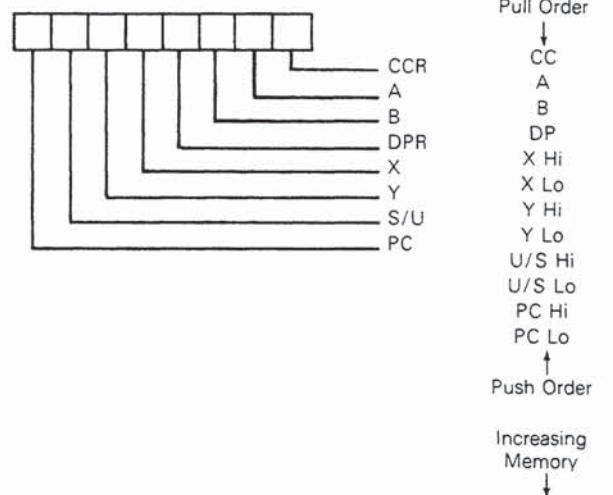 CCR
A
B
DPR
X
Y
S/U
PC
Pull Order
CC
A
B
DP
X Hi
X Lo
Y Hi
Y Lo
U/S Hi
U/S Lo
PC Hi
PC Lo
Push Order
Increasing
Memory